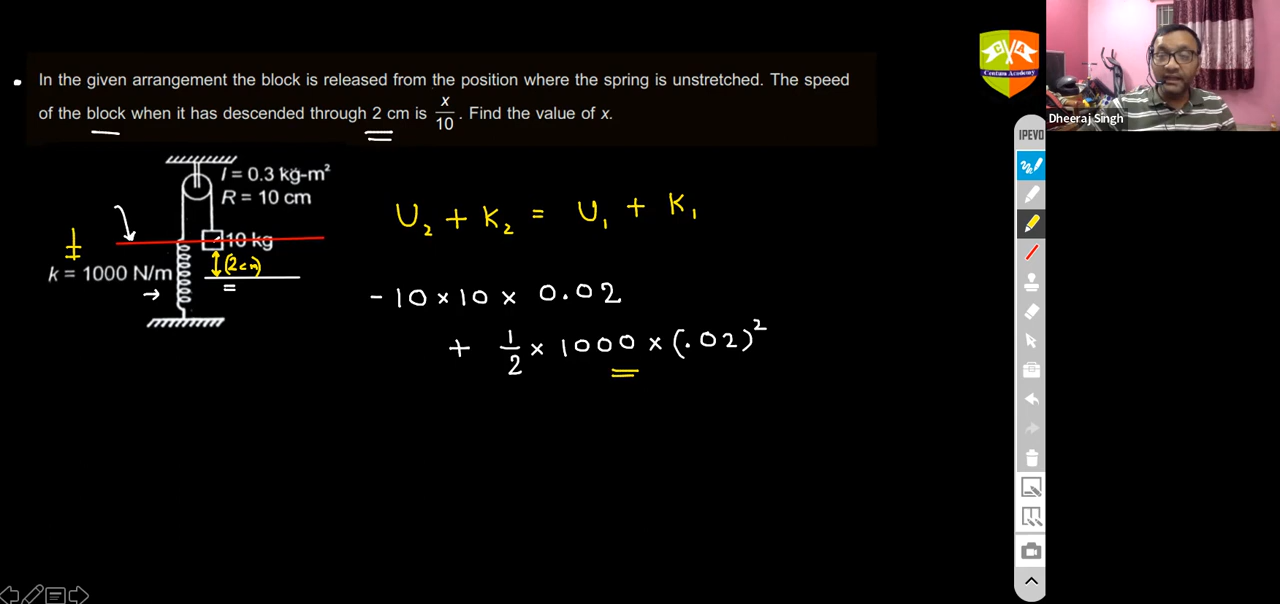 In the given arrangement the block is released from the position where the spring is unstretched. The speed
of the block when it has descended through 2 cm is x/10. Find the value of x.
I = 0.3 kg-m²
R = 10 cm
10 kg
(2cm)
k = 1000 N/m
U₂ + K₂ = U₁ + K₁
- 10 × 10 × 0.02
+ 1/2 × 1000 × (.02)²
CA
Centum Academy
Dheeraj Singh
IPEVO